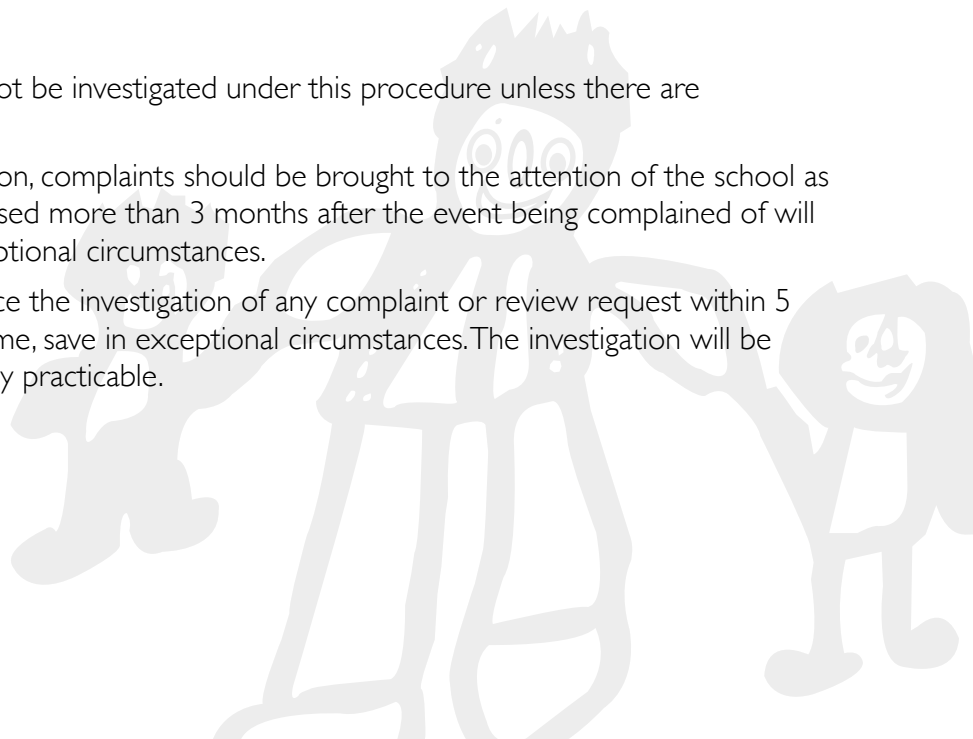 ot be investigated under this procedure unless there are
on, complaints should be brought to the attention of the school as
sed more than 3 months after the event being complained of will
ptional circumstances.
ce the investigation of any complaint or review request within 5
me, save in exceptional circumstances. The investigation will be
y practicable.